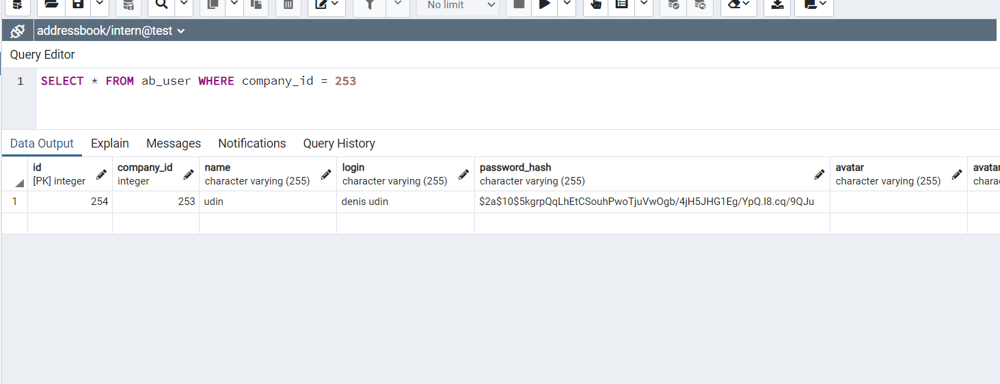 No limit
addressbook/intern@test
Query Editor
1 SELECT * FROM ab_user WHERE company_id = 253
Data Output Explain Messages Notifications Query History
id company_id name login password_hash avatar avatar
[PK] integer integer character varying (255) character varying (255) character varying (255) character varying (255) chara
1 254 253 udin denis udin $2a$10$5kgrpQqLhEtCSouhPwoTjuVwOgb/4jH5JHG1Eg/YpQ.I8.cq/9QJu